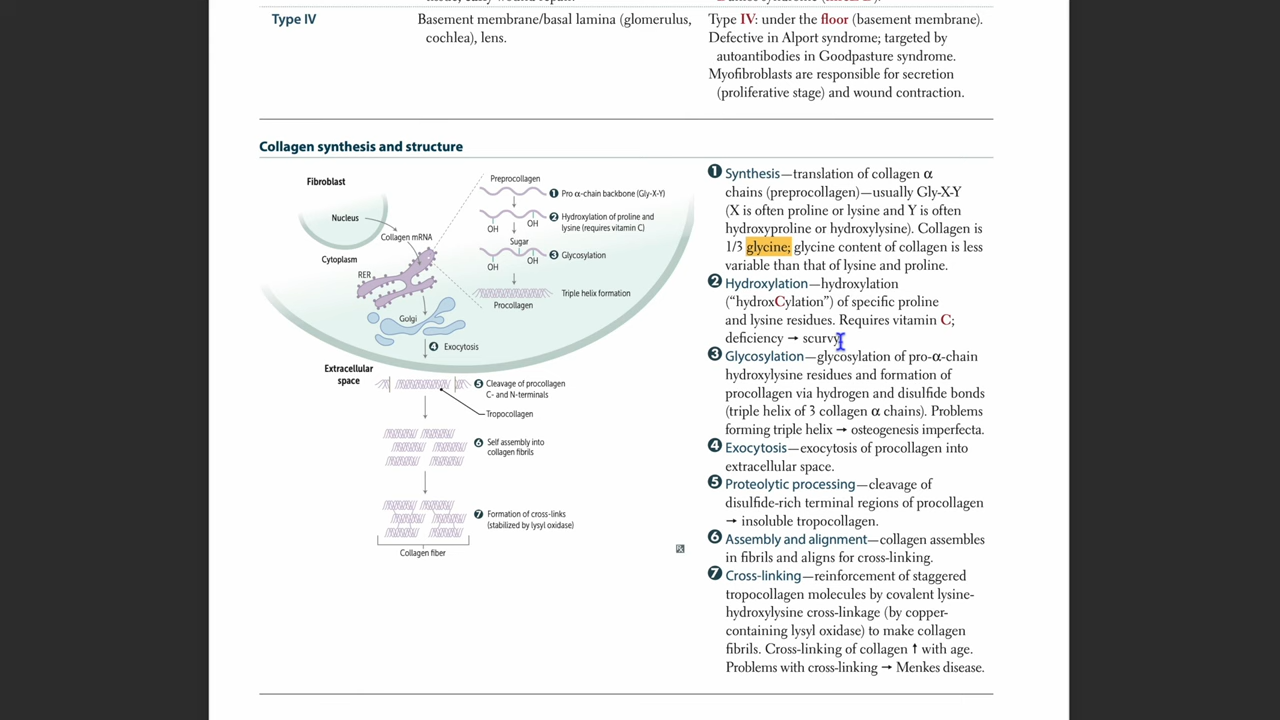 Type IV
Basement membrane/basal lamina (glomerulus,
cochlea), lens.
Type IV: under the floor (basement membrane).
Defective in Alport syndrome; targeted by
autoantibodies in Goodpasture syndrome.
Myofibroblasts are responsible for secretion
(proliferative stage) and wound contraction.
Collagen synthesis and structure
Fibroblast
Nucleus
Collagen mRNA
Cytoplasm
RER
Golgi
Preprocollagen
1 Pro α-chain backbone (Gly-X-Y)
2 Hydroxylation of proline and
lysine (requires vitamin C)
OH OH
Sugar
3 Glycosylation
OH OH
Triple helix formation
Procollagen
4 Exocytosis
Extracellular
space
5 Cleavage of procollagen
C- and N-terminals
Tropocollagen
6 Self assembly into
collagen fibrils
7 Formation of cross-links
(stabilized by lysyl oxidase)
Collagen fiber
1 Synthesis—translation of collagen α
chains (preprocollagen)—usually Gly-X-Y
(X is often proline or lysine and Y is often
hydroxyproline or hydroxylysine). Collagen is
1/3 glycine; glycine content of collagen is less
variable than that of lysine and proline.
2 Hydroxylation—hydroxylation
(“hydroxCylation”) of specific proline
and lysine residues. Requires vitamin C;
deficiency → scurvy
3 Glycosylation—glycosylation of pro-α-chain
hydroxylysine residues and formation of
procollagen via hydrogen and disulfide bonds
(triple helix of 3 collagen α chains). Problems
forming triple helix → osteogenesis imperfecta.
4 Exocytosis—exocytosis of procollagen into
extracellular space.
5 Proteolytic processing—cleavage of
disulfide-rich terminal regions of procollagen
→ insoluble tropocollagen.
6 Assembly and alignment—collagen assembles
in fibrils and aligns for cross-linking.
7 Cross-linking—reinforcement of staggered
tropocollagen molecules by covalent lysine-
hydroxylysine cross-linkage (by copper-
containing lysyl oxidase) to make collagen
fibrils. Cross-linking of collagen ↑ with age.
Problems with cross-linking → Menkes disease.